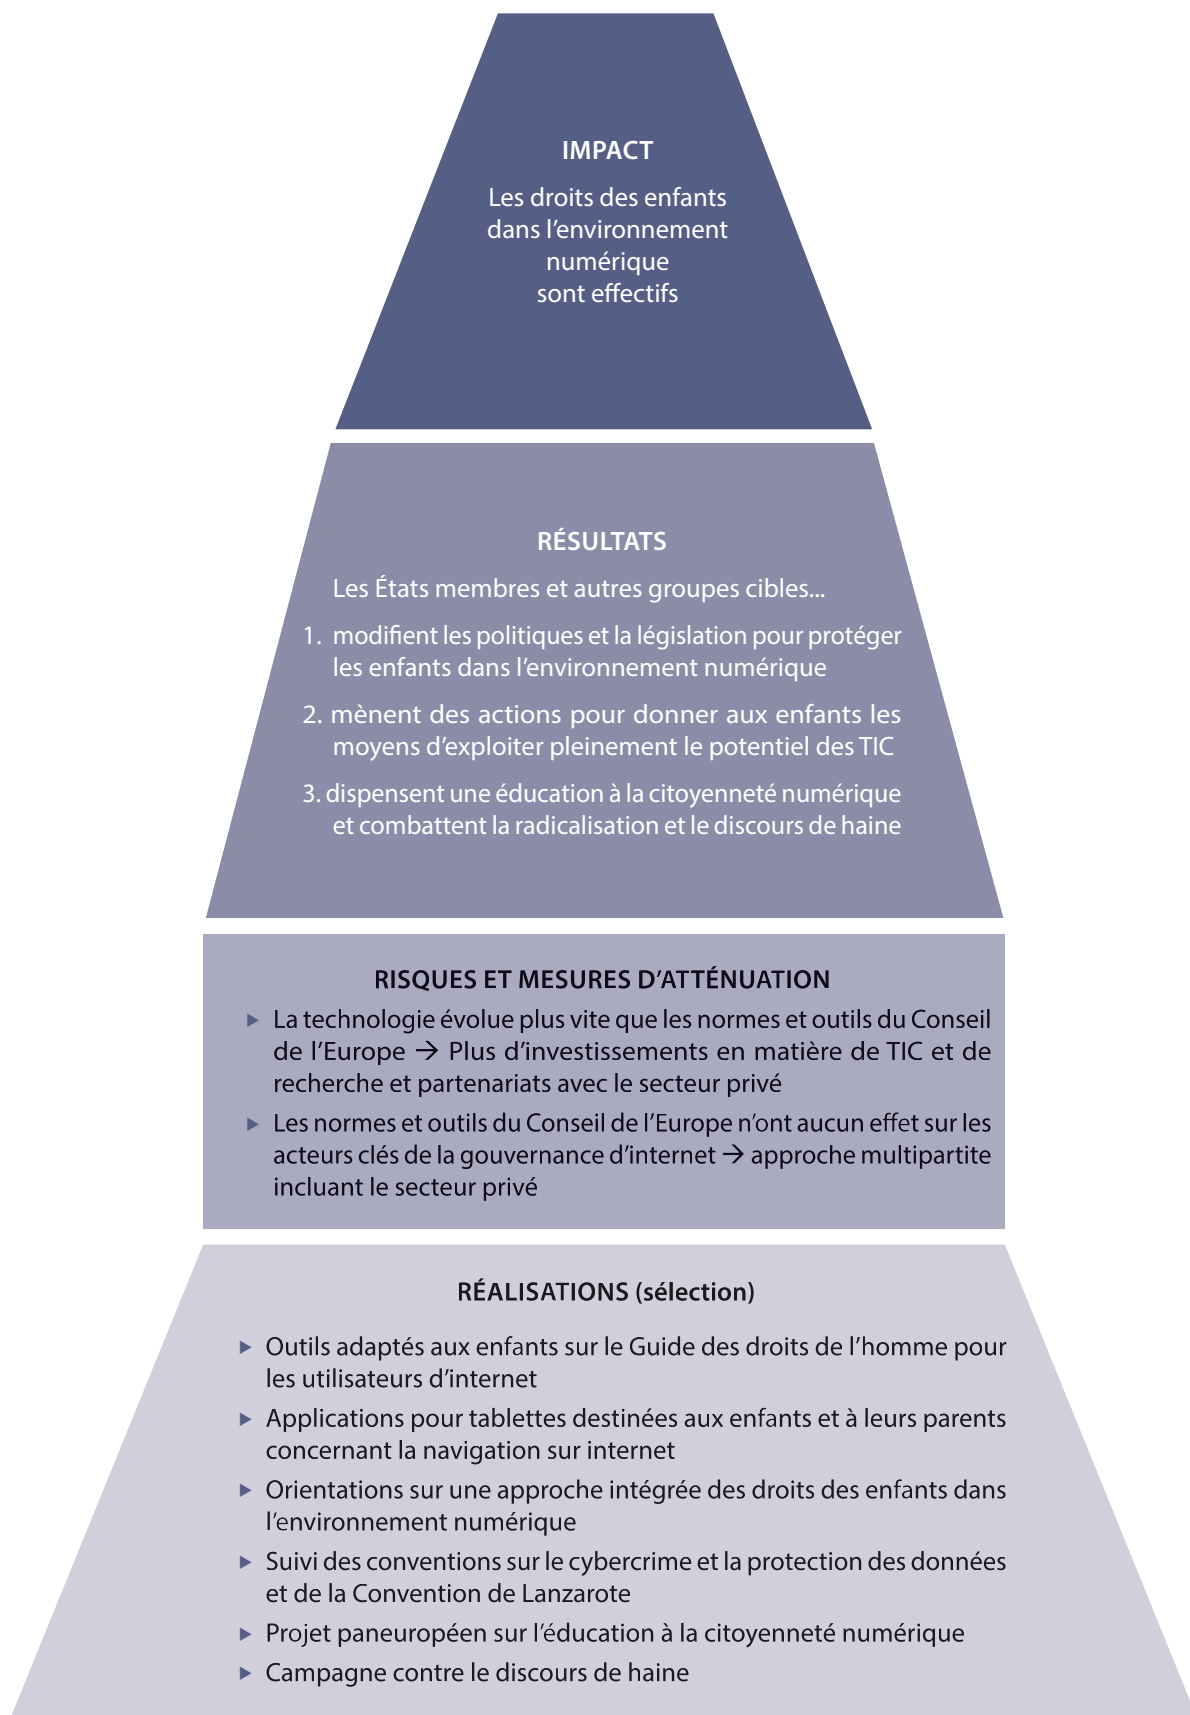 IMPACT
Les droits des enfants
dans l’environnement
numérique
sont effectifs
RÉSULTATS
Les États membres et autres groupes cibles...
1. modifient les politiques et la législation pour protéger
les enfants dans l’environnement numérique
2. mènent des actions pour donner aux enfants les
moyens d’exploiter pleinement le potentiel des TIC
3. dispensent une éducation à la citoyenneté numérique
et combattent la radicalisation et le discours de haine
RISQUES ET MESURES D’ATTÉNUATION
▶ La technologie évolue plus vite que les normes et outils du Conseil
de l’Europe → Plus d’investissements en matière de TIC et de
recherche et partenariats avec le secteur privé
▶ Les normes et outils du Conseil de l’Europe n’ont aucun effet sur les
acteurs clés de la gouvernance d’internet → approche multipartite
incluant le secteur privé
RÉALISATIONS (sélection)
▶ Outils adaptés aux enfants sur le Guide des droits de l’homme pour
les utilisateurs d’internet
▶ Applications pour tablettes destinées aux enfants et à leurs parents
concernant la navigation sur internet
▶ Orientations sur une approche intégrée des droits des enfants dans
l’environnement numérique
▶ Suivi des conventions sur le cybercrime et la protection des données
et de la Convention de Lanzarote
▶ Projet paneuropéen sur l’éducation à la citoyenneté numérique
▶ Campagne contre le discours de haine